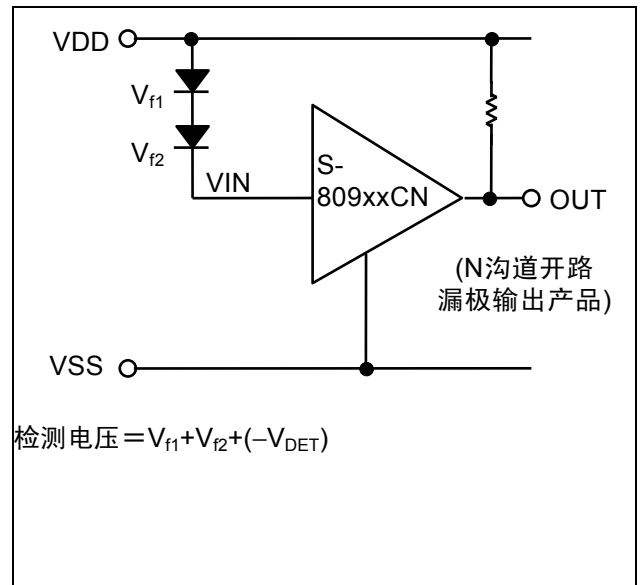 VDD
Vf1
Vf2
VIN
S-
809xxCN
OUT
(N沟道开路
漏极输出产品)
VSS
检测电压＝Vf1+Vf2+(–VDET)